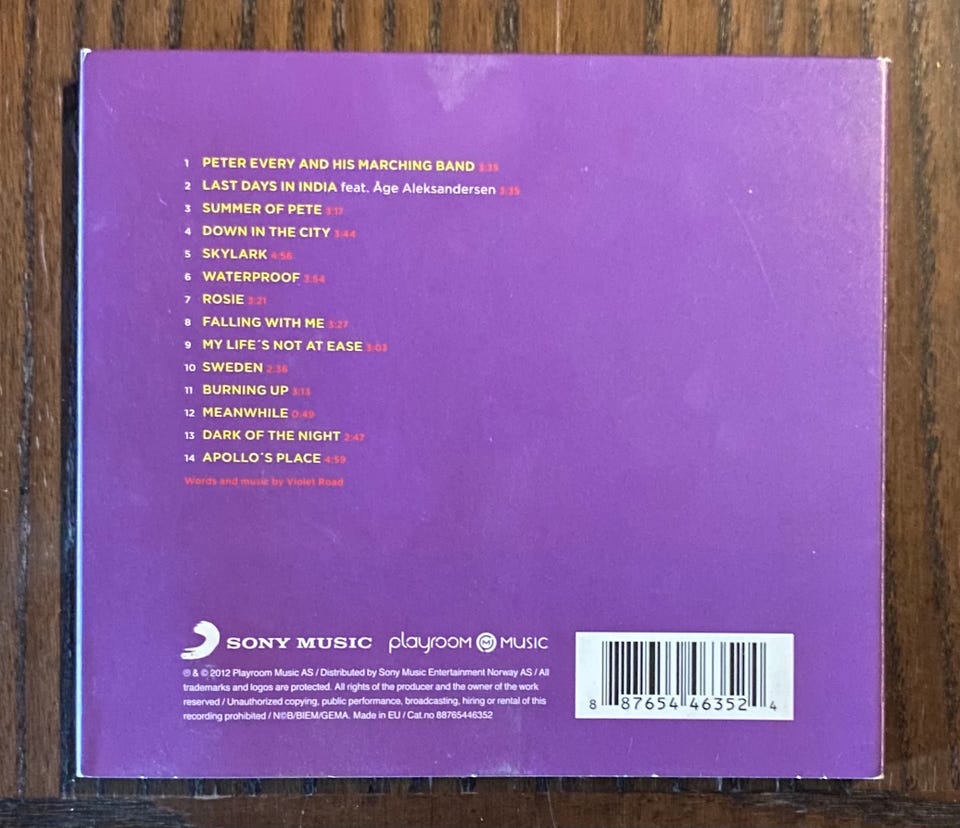 1 PETER EVERY AND HIS MARCHING BAND 3:35
2 LAST DAYS IN INDIA feat. Åge Aleksandersen 3:35
3 SUMMER OF PETE 3:17
4 DOWN IN THE CITY 3:44
5 SKYLARK 4:56
6 WATERPROOF 3:54
7 ROSIE 3:21
8 FALLING WITH ME 3:27
9 MY LIFE´S NOT AT EASE 3:03
10 SWEDEN 2:36
11 BURNING UP 3:13
12 MEANWHILE 0:49
13 DARK OF THE NIGHT 2:47
14 APOLLO´S PLACE 4:59
Words and music by Violet Road
SONY MUSIC playroom MUSIC
℗ & © 2012 Playroom Music AS / Distributed by Sony Music Entertainment Norway AS / All
trademarks and logos are protected. All rights of the producer and the owner of the work
reserved / Unauthorized copying, public performance, broadcasting, hiring or rental of this
recording prohibited / N©B/BIEM/GEMA. Made in EU / Cat.no 88765446352
8 87654 46352 4